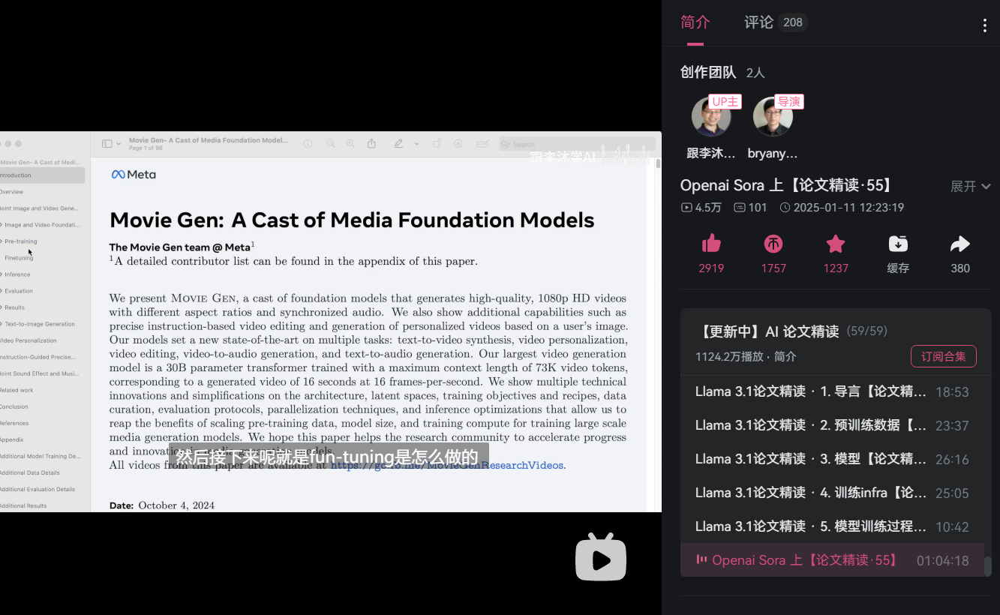 Movie Gen- A Cast of Media Foundation Model...
Page 1 of 96
Search
跟李沐学AI
Movie Gen- A Cast of Medi...
ntroduction
Overview
Joint Image and Video Gene...
Image and Video Foundati...
Pre-training
Finetuning
Inference
Evaluation
Results
Text-to-Image Generation
Video Personalization
nstruction-Guided Precise...
Joint Sound Effect and Musi...
Related work
Conclusion
References
Appendix
Additional Model Training De...
Additional Data Details
Additional Evaluation Details
Additional Results
Meta
Movie Gen: A Cast of Media Foundation Models
The Movie Gen team @ Meta1
1A detailed contributor list can be found in the appendix of this paper.
We present Movie Gen, a cast of foundation models that generates high-quality, 1080p HD videos
with different aspect ratios and synchronized audio. We also show additional capabilities such as
precise instruction-based video editing and generation of personalized videos based on a user's image.
Our models set a new state-of-the-art on multiple tasks: text-to-video synthesis, video personalization,
video editing, video-to-audio generation, and text-to-audio generation. Our largest video generation
model is a 30B parameter transformer trained with a maximum context length of 73K video tokens,
corresponding to a generated video of 16 seconds at 16 frames-per-second. We show multiple technical
innovations and simplifications on the architecture, latent spaces, training objectives and recipes, data
curation, evaluation protocols, parallelization techniques, and inference optimizations that allow us to
reap the benefits of scaling pre-training data, model size, and training compute for training large scale
media generation models. We hope this paper helps the research community to accelerate progress
and innovation in media generation models.
All videos from this paper are available at https://go.fb.me/MovieGenResearchVideos.
然后接下来呢就是fun-tuning是怎么做的
Date: October 4, 2024
简介
评论 208
创作团队 2人
UP主
导演
跟李沐...
bryany...
Openai Sora 上【论文精读·55】
展开
4.5万 101 2025-01-11 12:23:19
2919 1757 1237 缓存 380
【更新中】AI 论文精读 (59/59)
1124.2万播放 · 简介
订阅合集
Llama 3.1论文精读 · 1. 导言【论文精... 18:53
Llama 3.1论文精读 · 2. 预训练数据【... 23:37
Llama 3.1论文精读 · 3. 模型【论文精... 26:16
Llama 3.1论文精读 · 4. 训练infra【论... 25:05
Llama 3.1论文精读 · 5. 模型训练过程... 10:42
Openai Sora 上【论文精读·55】 01:04:18